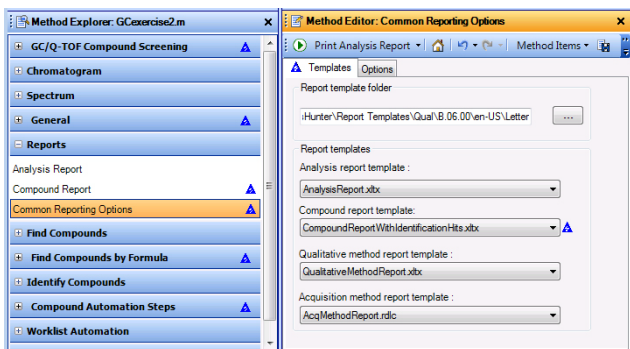 Method Explorer: GCexercise2.m
GC/Q-TOF Compound Screening
Chromatogram
Spectrum
General
Reports
Analysis Report
Compound Report
Common Reporting Options
Find Compounds
Find Compounds by Formula
Identify Compounds
Compound Automation Steps
Worklist Automation
Method Editor: Common Reporting Options
Print Analysis Report Method Items
Templates Options
Report template folder
Hunter\Report Templates\Qual\B.06.00\en-US\Letter ...
Report templates
Analysis report template :
AnalysisReport.xltx
Compound report template:
CompoundReportWithIdentificationHits.xltx
Qualitative method report template :
QualitativeMethodReport.xltx
Acquisition method report template :
AcqMethodReport.rdlc